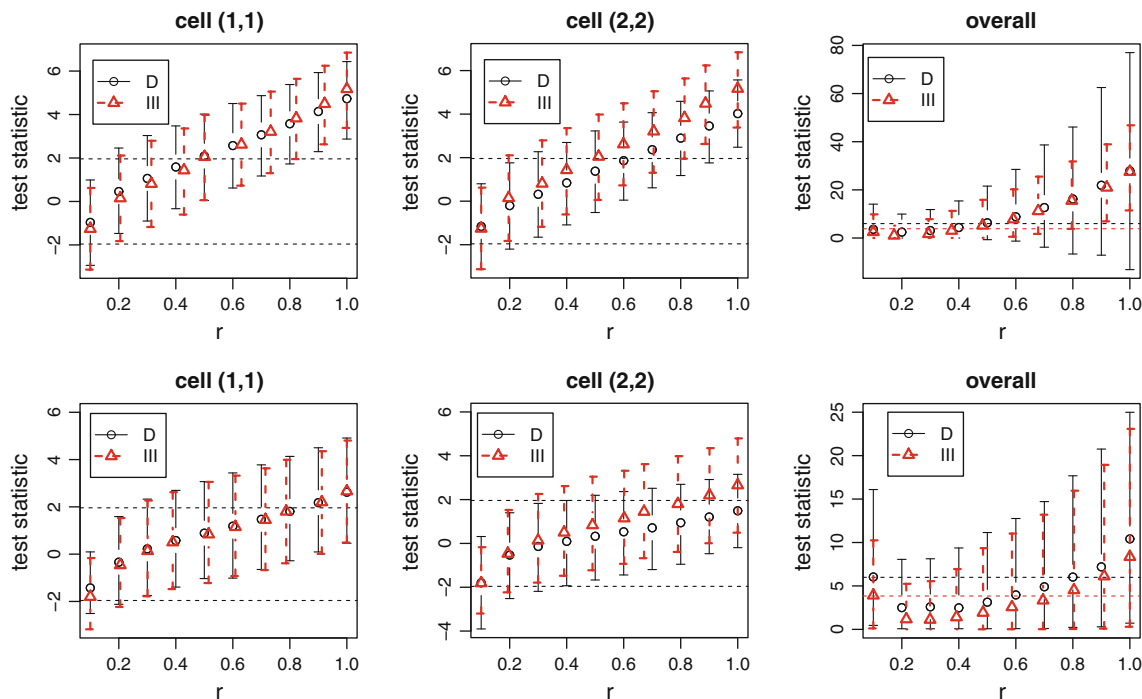 cell (1,1)
test statistic
6
4
2
0
−2
D
III
0.2 0.4 0.6 0.8 1.0
r
cell (2,2)
test statistic
6
4
2
0
−2
D
III
0.2 0.4 0.6 0.8 1.0
r
overall
test statistic
80
60
40
20
0
D
III
0.2 0.4 0.6 0.8 1.0
r
cell (1,1)
test statistic
6
4
2
0
−2
D
III
0.2 0.4 0.6 0.8 1.0
r
cell (2,2)
test statistic
6
4
2
0
−2
−4
D
III
0.2 0.4 0.6 0.8 1.0
r
overall
test statistic
25
20
15
10
5
0
D
III
0.2 0.4 0.6 0.8 1.0
r